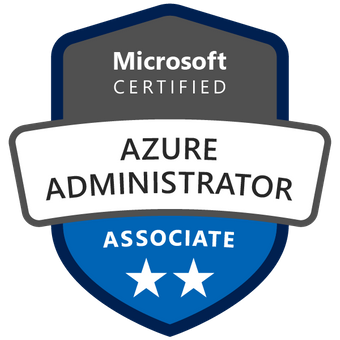 Microsoft
CERTIFIED
AZURE
ADMINISTRATOR
ASSOCIATE